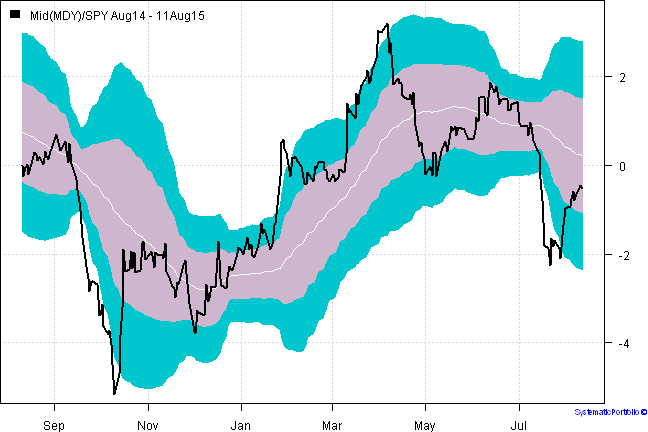 Mid(MDY)/SPY Aug14 - 11Aug15
2
0
-2
-4
Sep Nov Jan Mar May Jul
SystematicPortfolio ©